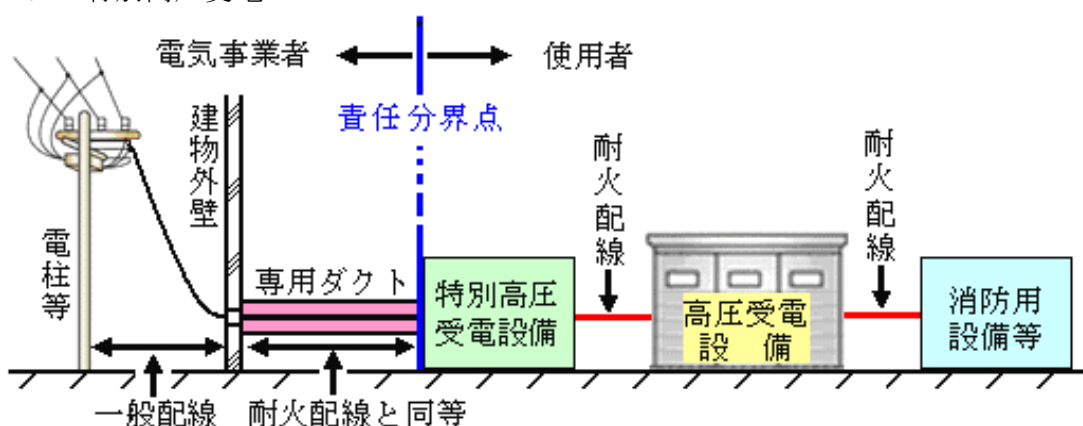 電気事業者
使用者
責任分界点
建物外壁
電柱等
専用ダクト
特別高圧
受電設備
耐火配線
高圧受電
設 備
耐火配線
消防用
設備等
一般配線
耐火配線と同等